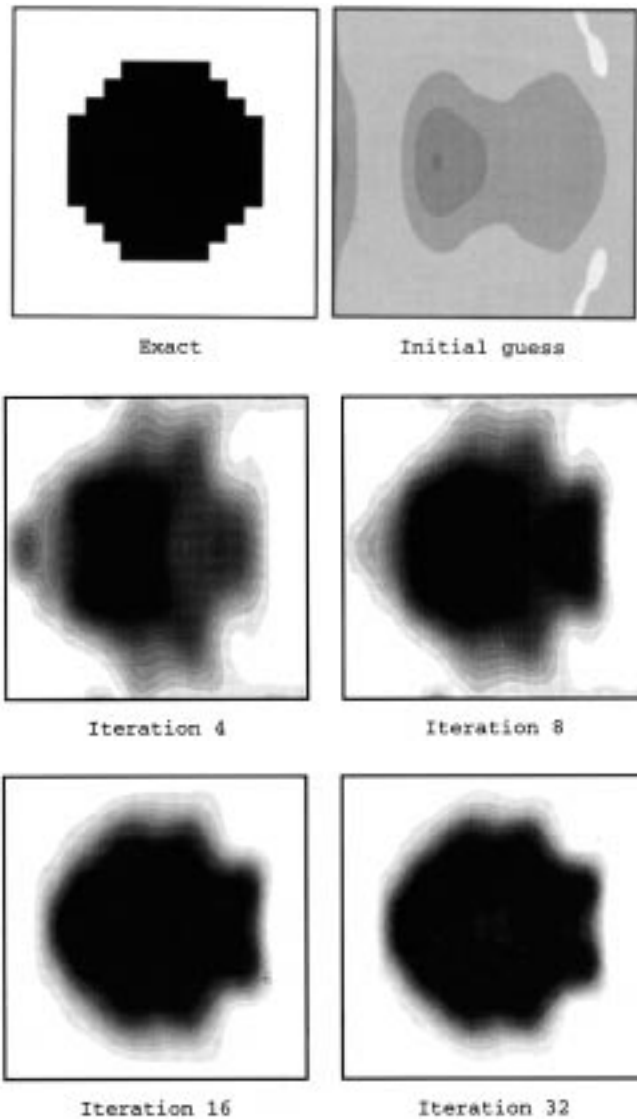 Exact
Initial guess
Iteration 4
Iteration 8
Iteration 16
Iteration 32